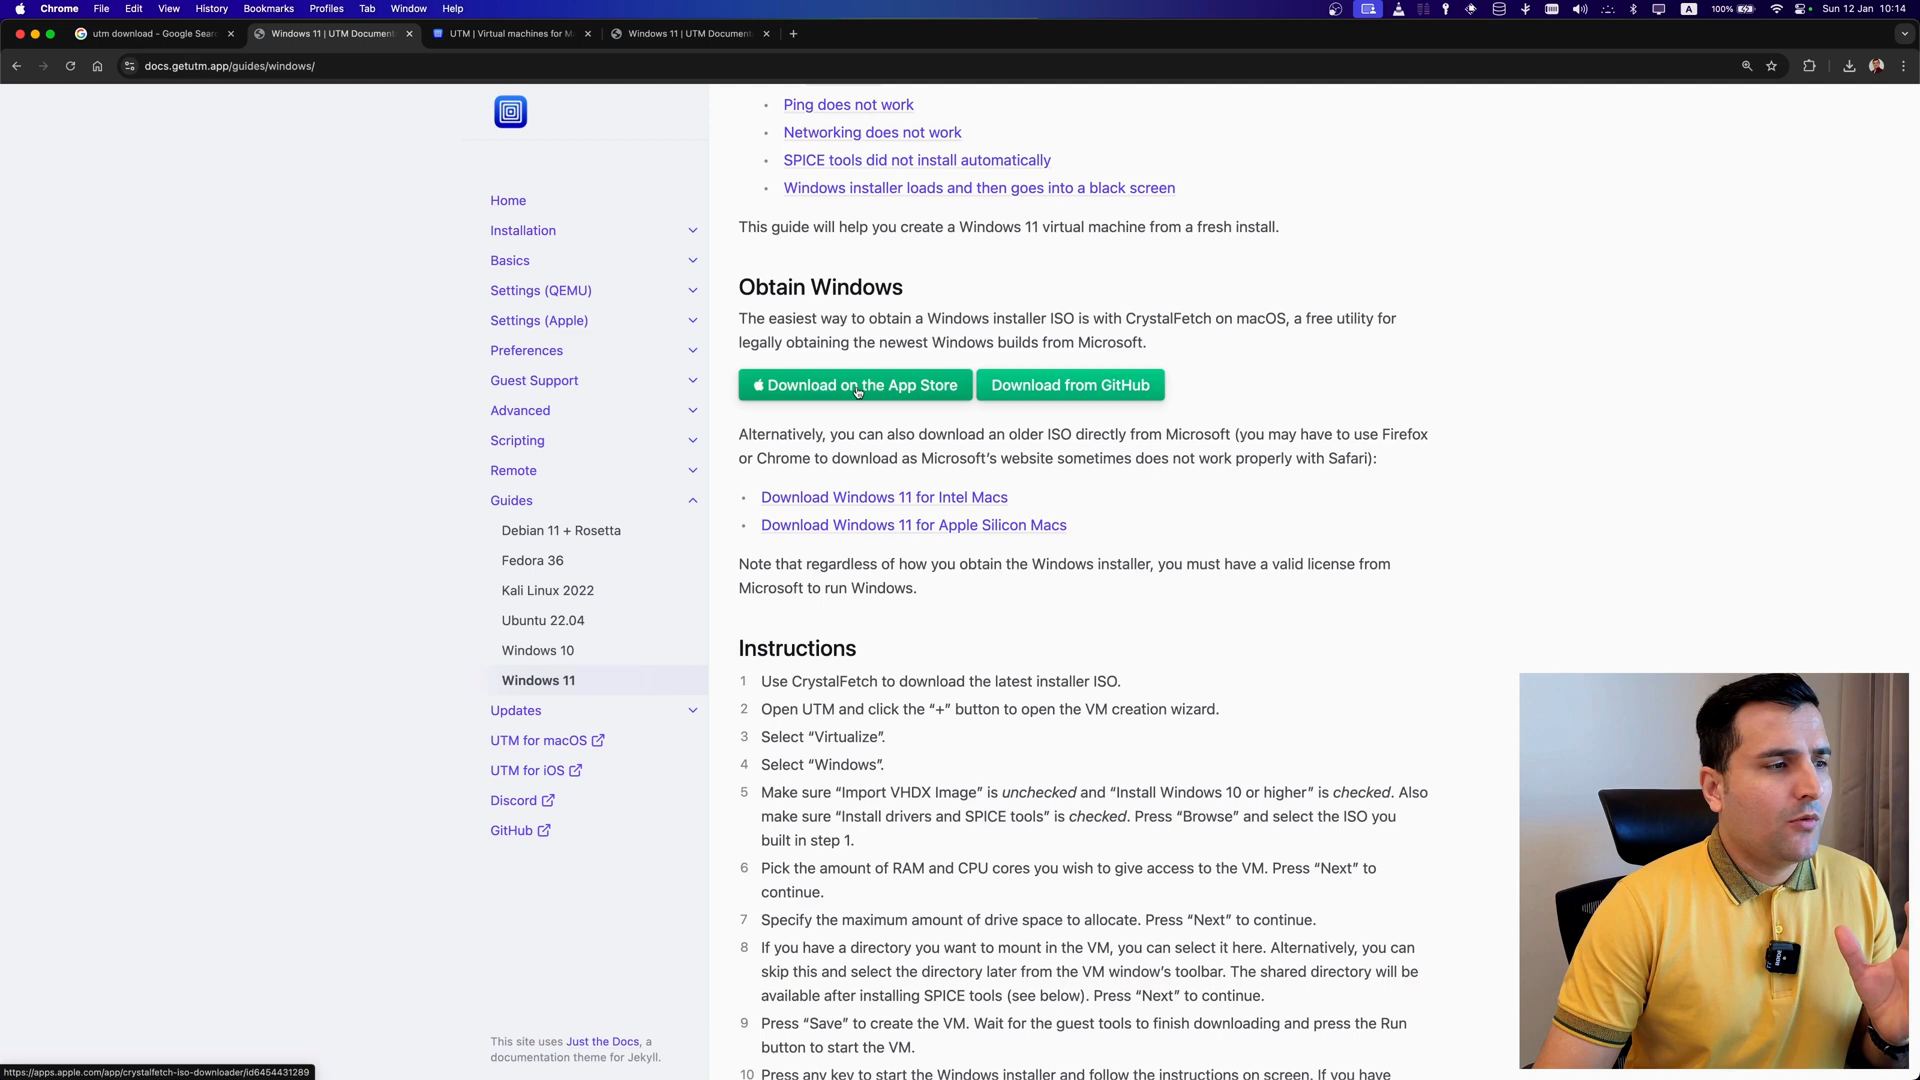 Chrome File Edit View History Bookmarks Profiles Tab Window Help
A 100% Sun 12 Jan 10:14
utm download - Google Sear
Windows 11 | UTM Document
UTM | Virtual machines for M
Windows 11 | UTM Document
docs.getutm.app/guides/windows/
Home
Installation
Basics
Settings (QEMU)
Settings (Apple)
Preferences
Guest Support
Advanced
Scripting
Remote
Guides
Debian 11 + Rosetta
Fedora 36
Kali Linux 2022
Ubuntu 22.04
Windows 10
Windows 11
Updates
UTM for macOS
UTM for iOS
Discord
GitHub
This site uses Just the Docs, a
documentation theme for Jekyll.
Ping does not work
Networking does not work
SPICE tools did not install automatically
Windows installer loads and then goes into a black screen
This guide will help you create a Windows 11 virtual machine from a fresh install.
Obtain Windows
The easiest way to obtain a Windows installer ISO is with CrystalFetch on macOS, a free utility for
legally obtaining the newest Windows builds from Microsoft.
Download on the App Store
Download from GitHub
Alternatively, you can also download an older ISO directly from Microsoft (you may have to use Firefox
or Chrome to download as Microsoft's website sometimes does not work properly with Safari):
Download Windows 11 for Intel Macs
Download Windows 11 for Apple Silicon Macs
Note that regardless of how you obtain the Windows installer, you must have a valid license from
Microsoft to run Windows.
Instructions
1 Use CrystalFetch to download the latest installer ISO.
2 Open UTM and click the “+” button to open the VM creation wizard.
3 Select “Virtualize”.
4 Select “Windows”.
5 Make sure “Import VHDX Image” is unchecked and “Install Windows 10 or higher” is checked. Also
make sure “Install drivers and SPICE tools” is checked. Press “Browse” and select the ISO you
built in step 1.
6 Pick the amount of RAM and CPU cores you wish to give access to the VM. Press “Next” to
continue.
7 Specify the maximum amount of drive space to allocate. Press “Next” to continue.
8 If you have a directory you want to mount in the VM, you can select it here. Alternatively, you can
skip this and select the directory later from the VM window's toolbar. The shared directory will be
available after installing SPICE tools (see below). Press “Next” to continue.
9 Press “Save” to create the VM. Wait for the guest tools to finish downloading and press the Run
button to start the VM.
10 Press any key to start the Windows installer and follow the instructions on screen. If you have
https://apps.apple.com/app/crystalfetch-iso-downloader/id6454431289